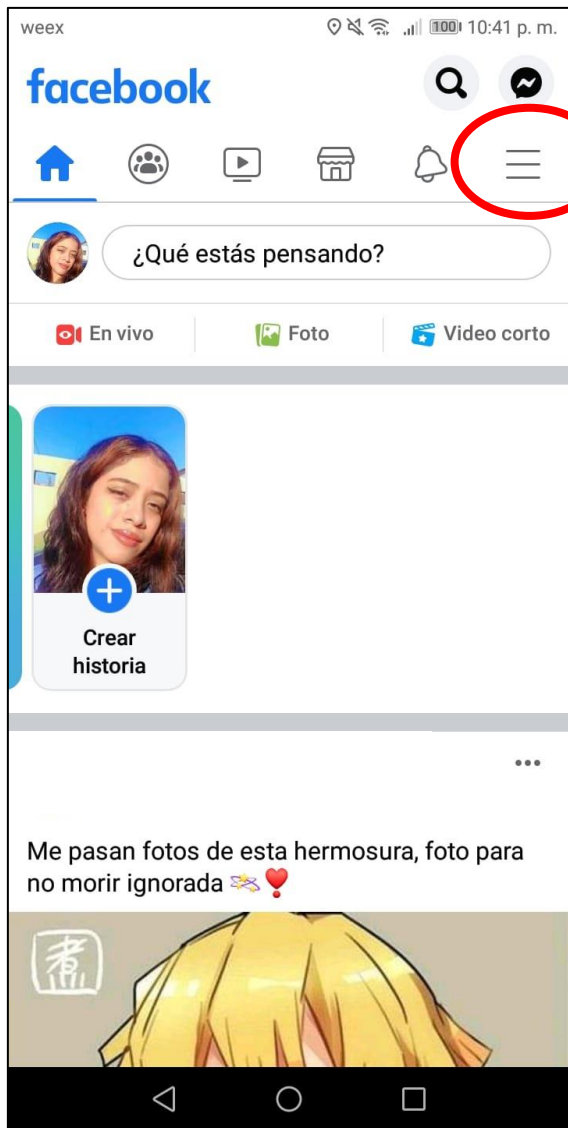 weex 100 10:41 p. m.
facebook
¿Qué estás pensando?
En vivo Foto Video corto
Crear
historia
Me pasan fotos de esta hermosura, foto para
no morir ignorada 💫❣️
煮